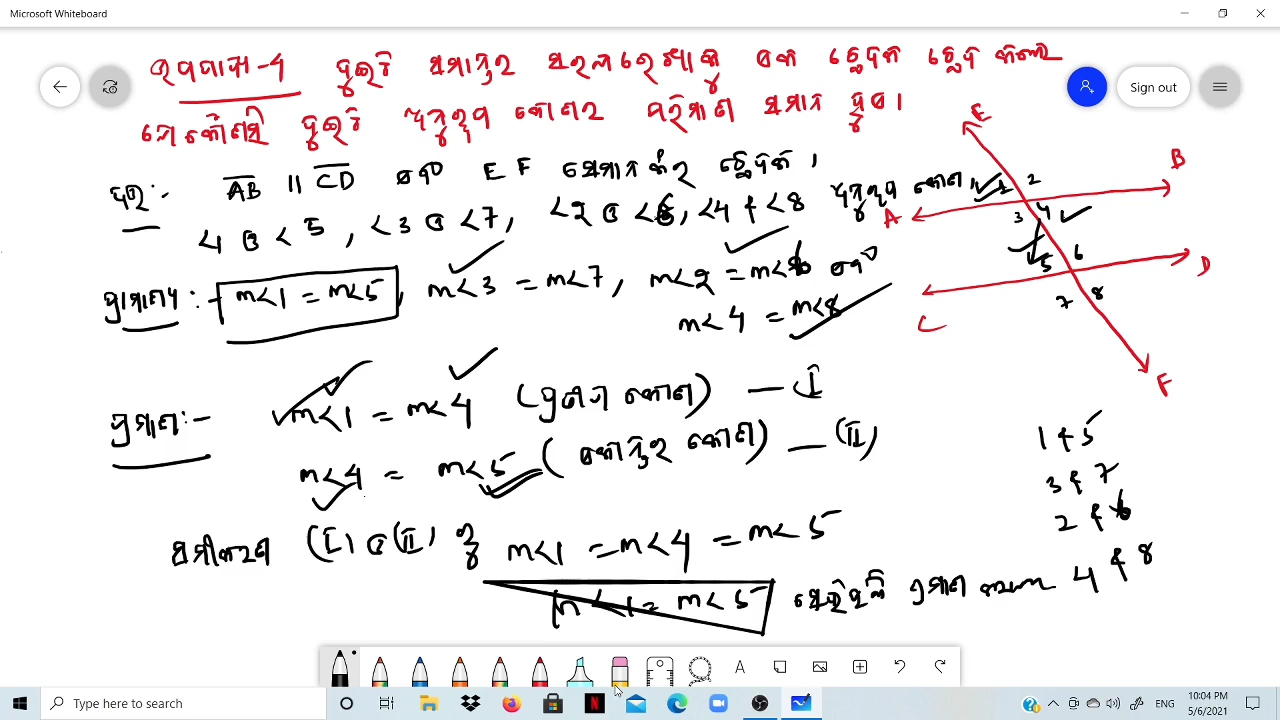 Microsoft Whiteboard
Sign out
ଉପପାଦ୍ୟ-4 ଦୁଇଟି ସମାନ୍ତର ସରଳରେଖାକୁ ଏକ ଛେଦକ ଛେଦ କଲେ
ଯେକୌଣସି ଦୁଇଟି ଅନୁରୂପ କୋଣର ପରିମାଣ ସମାନ ହୁଏ ।
ଦତ୍ତ :- AB || CD ଏବଂ E F ସେମାନଙ୍କର ଛେଦକ ।
<1 ଓ <5, <3 ଓ <7, <2 ଓ <6, <4 ଓ <8 ଅନୁରୂପ କୋଣ
ପ୍ରାମାଣ୍ୟ :- m<1 = m<5, m<3 = m<7, m<2 = m<6 ଏବଂ
m<4 = m<8
ପ୍ରମାଣ:- m<1 = m<4 (ପ୍ରତୀପ କୋଣ) — I
m<4 = m<5 (ଏକାନ୍ତର କୋଣ) — (II)
ସମୀକରଣ (I) ଓ (II) ରୁ m<1 = m<4 = m<5
m<1 = m<5 ସେହିପରି ପ୍ରମାଣ
E
B
A
D
C
F
1 2
3 4
5 6
7 8
1 ଓ 5
3 ଓ 7
2 ଓ 6
4 ଓ 8
A
Type here to search
ENG
10:04 PM
5/6/2021